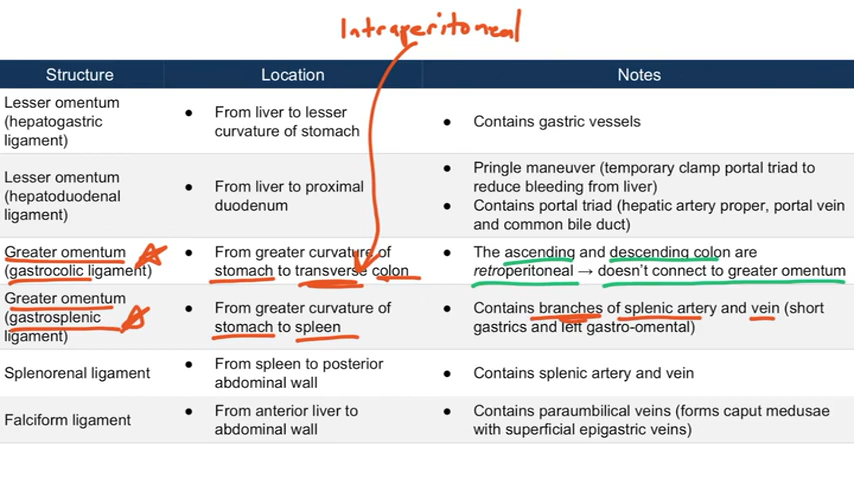 Intraperitoneal
Structure
Location
Notes
Lesser omentum
(hepatogastric
ligament)
● From liver to lesser
curvature of stomach
● Contains gastric vessels
Lesser omentum
(hepatoduodenal
ligament)
● From liver to proximal
duodenum
● Pringle maneuver (temporary clamp portal triad to
reduce bleeding from liver)
● Contains portal triad (hepatic artery proper, portal vein
and common bile duct)
Greater omentum
(gastrocolic ligament)
● From greater curvature of
stomach to transverse colon
● The ascending and descending colon are
retroperitoneal → doesn't connect to greater omentum
Greater omentum
(gastrosplenic
ligament)
● From greater curvature of
stomach to spleen
● Contains branches of splenic artery and vein (short
gastrics and left gastro-omental)
Splenorenal ligament
● From spleen to posterior
abdominal wall
● Contains splenic artery and vein
Falciform ligament
● From anterior liver to
abdominal wall
● Contains paraumbilical veins (forms caput medusae
with superficial epigastric veins)